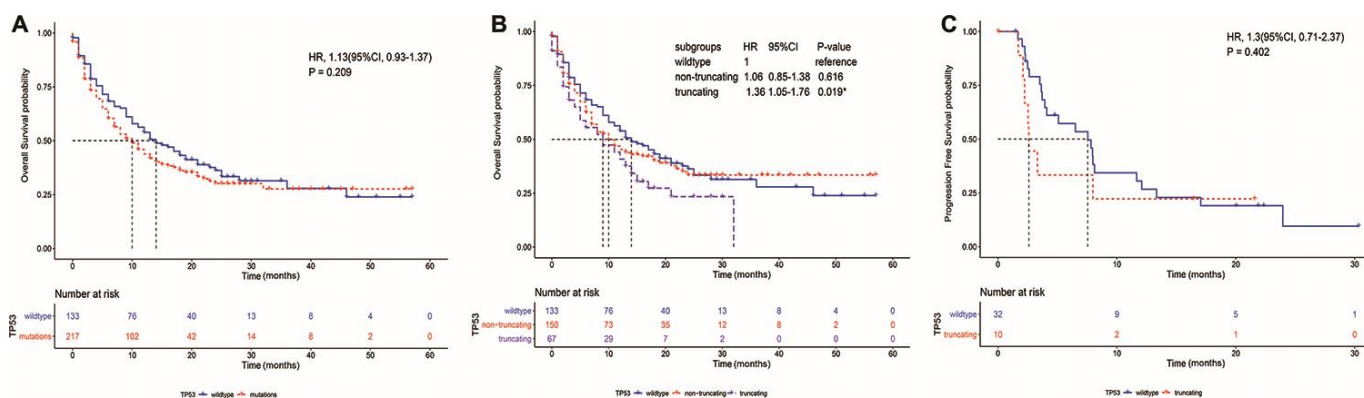 A
HR, 1.13(95%CI, 0.93-1.37)
P = 0.209
Overall Survival probability
1.00
0.75
0.50
0.25
0.00
0 10 20 30 40 50 60
Time (months)
Number at risk
TP53
wildtype 133 76 40 13 8 4 0
mutations 217 102 42 14 8 2 0
0 10 20 30 40 50 60
Time (months)
TP53 wildtype mutations
B
subgroups HR 95%CI P-value
wildtype 1 reference
non-truncating 1.06 0.85-1.38 0.616
truncating 1.36 1.05-1.76 0.019*
Overall Survival probability
1.00
0.75
0.50
0.25
0.00
0 10 20 30 40 50 60
Time (months)
Number at risk
TP53
wildtype 133 76 40 13 8 4 0
non-truncating 150 73 35 12 8 2 0
truncating 67 29 7 2 0 0 0
0 10 20 30 40 50 60
Time (months)
TP53 wildtype non-truncating truncating
C
HR, 1.3(95%CI, 0.71-2.37)
P = 0.402
Progression Free Survival probability
1.00
0.75
0.50
0.25
0.00
0 10 20 30
Time (months)
Number at risk
TP53
wildtype 32 9 5 1
truncating 10 2 1 0
0 10 20 30
Time (months)
TP53 wildtype truncating